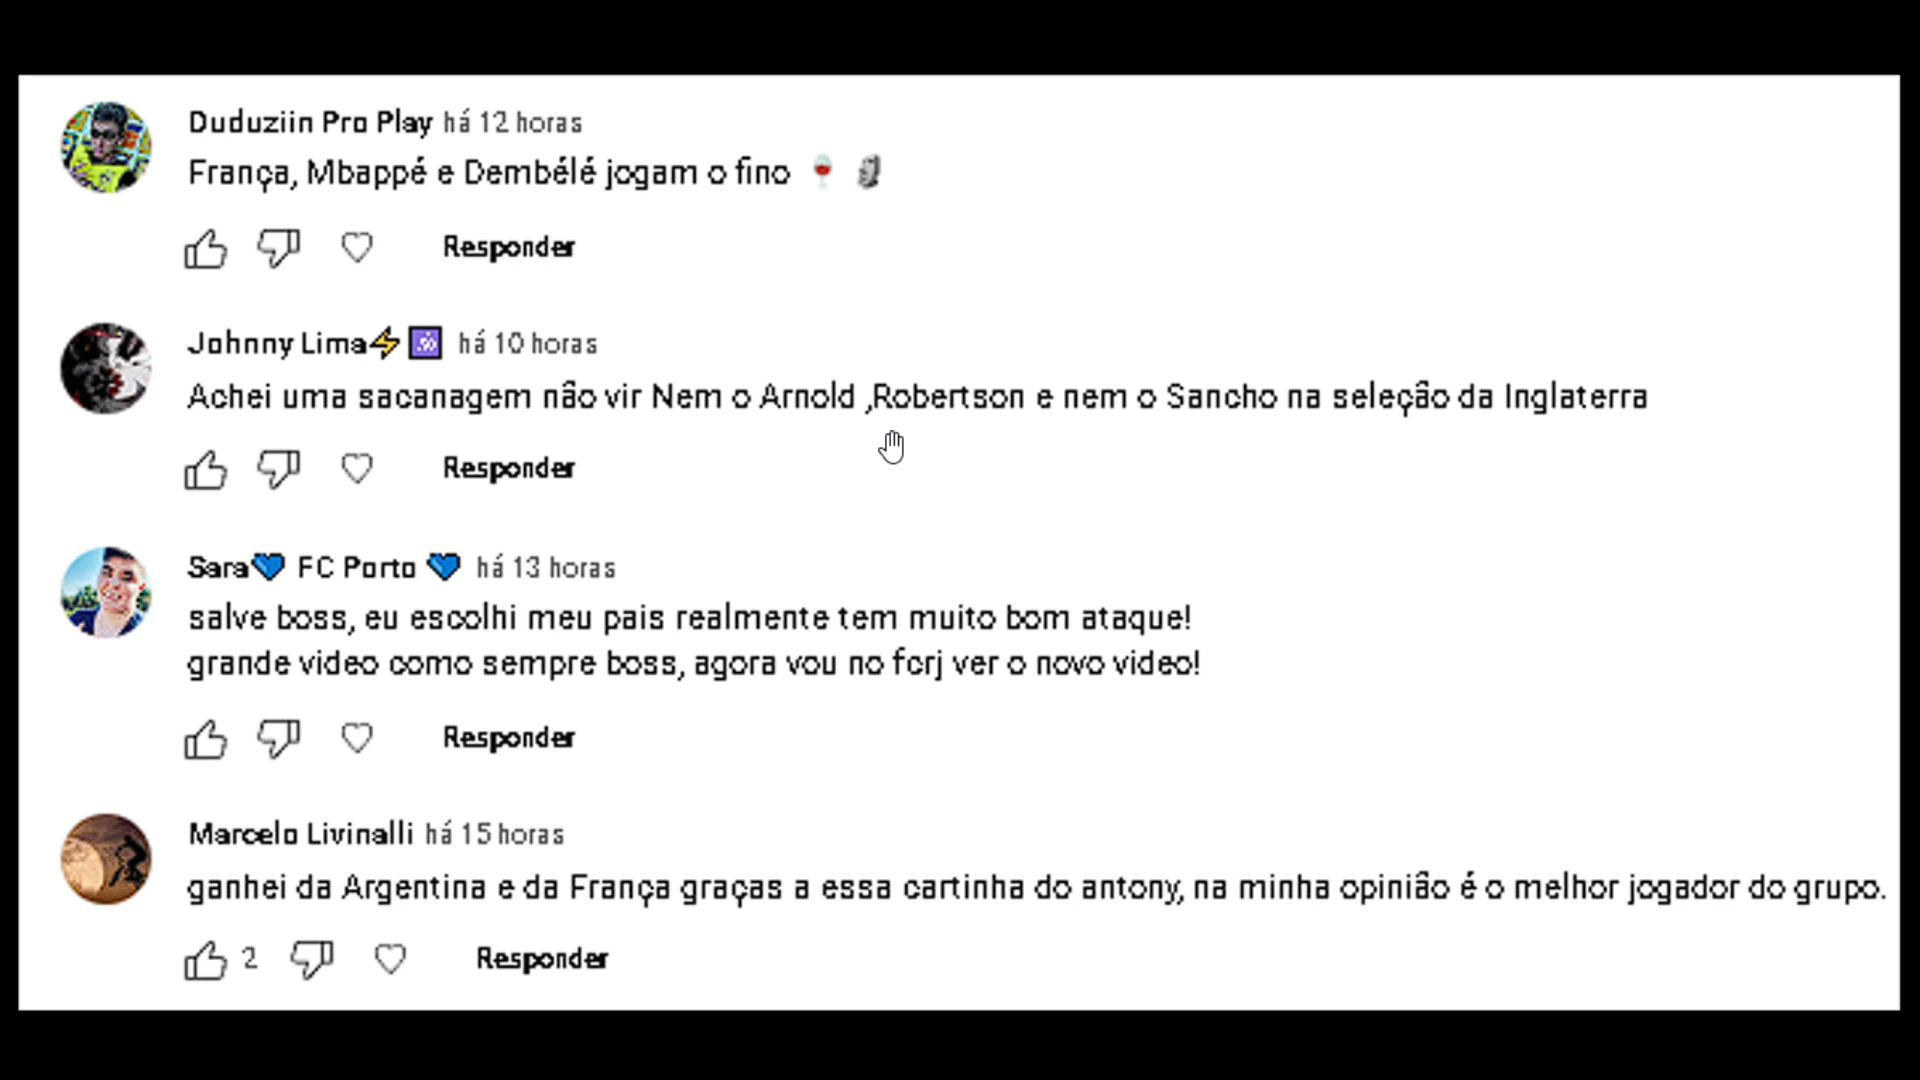 Duduziin Pro Play há 12 horas
França, Mbappé e Dembélé jogam o fino 🍷 🗿
Responder
Johnny Lima⚡ há 10 horas
Achei uma sacanagem não vir Nem o Arnold ,Robertson e nem o Sancho na seleção da Inglaterra
Responder
Sara💙 FC Porto 💙 há 13 horas
salve boss, eu escolhi meu pais realmente tem muito bom ataque!
grande video como sempre boss, agora vou no fcrj ver o novo video!
Responder
Marcelo Livinalli há 15 horas
ganhei da Argentina e da França graças a essa cartinha do antony, na minha opinião é o melhor jogador do grupo.
2 Responder